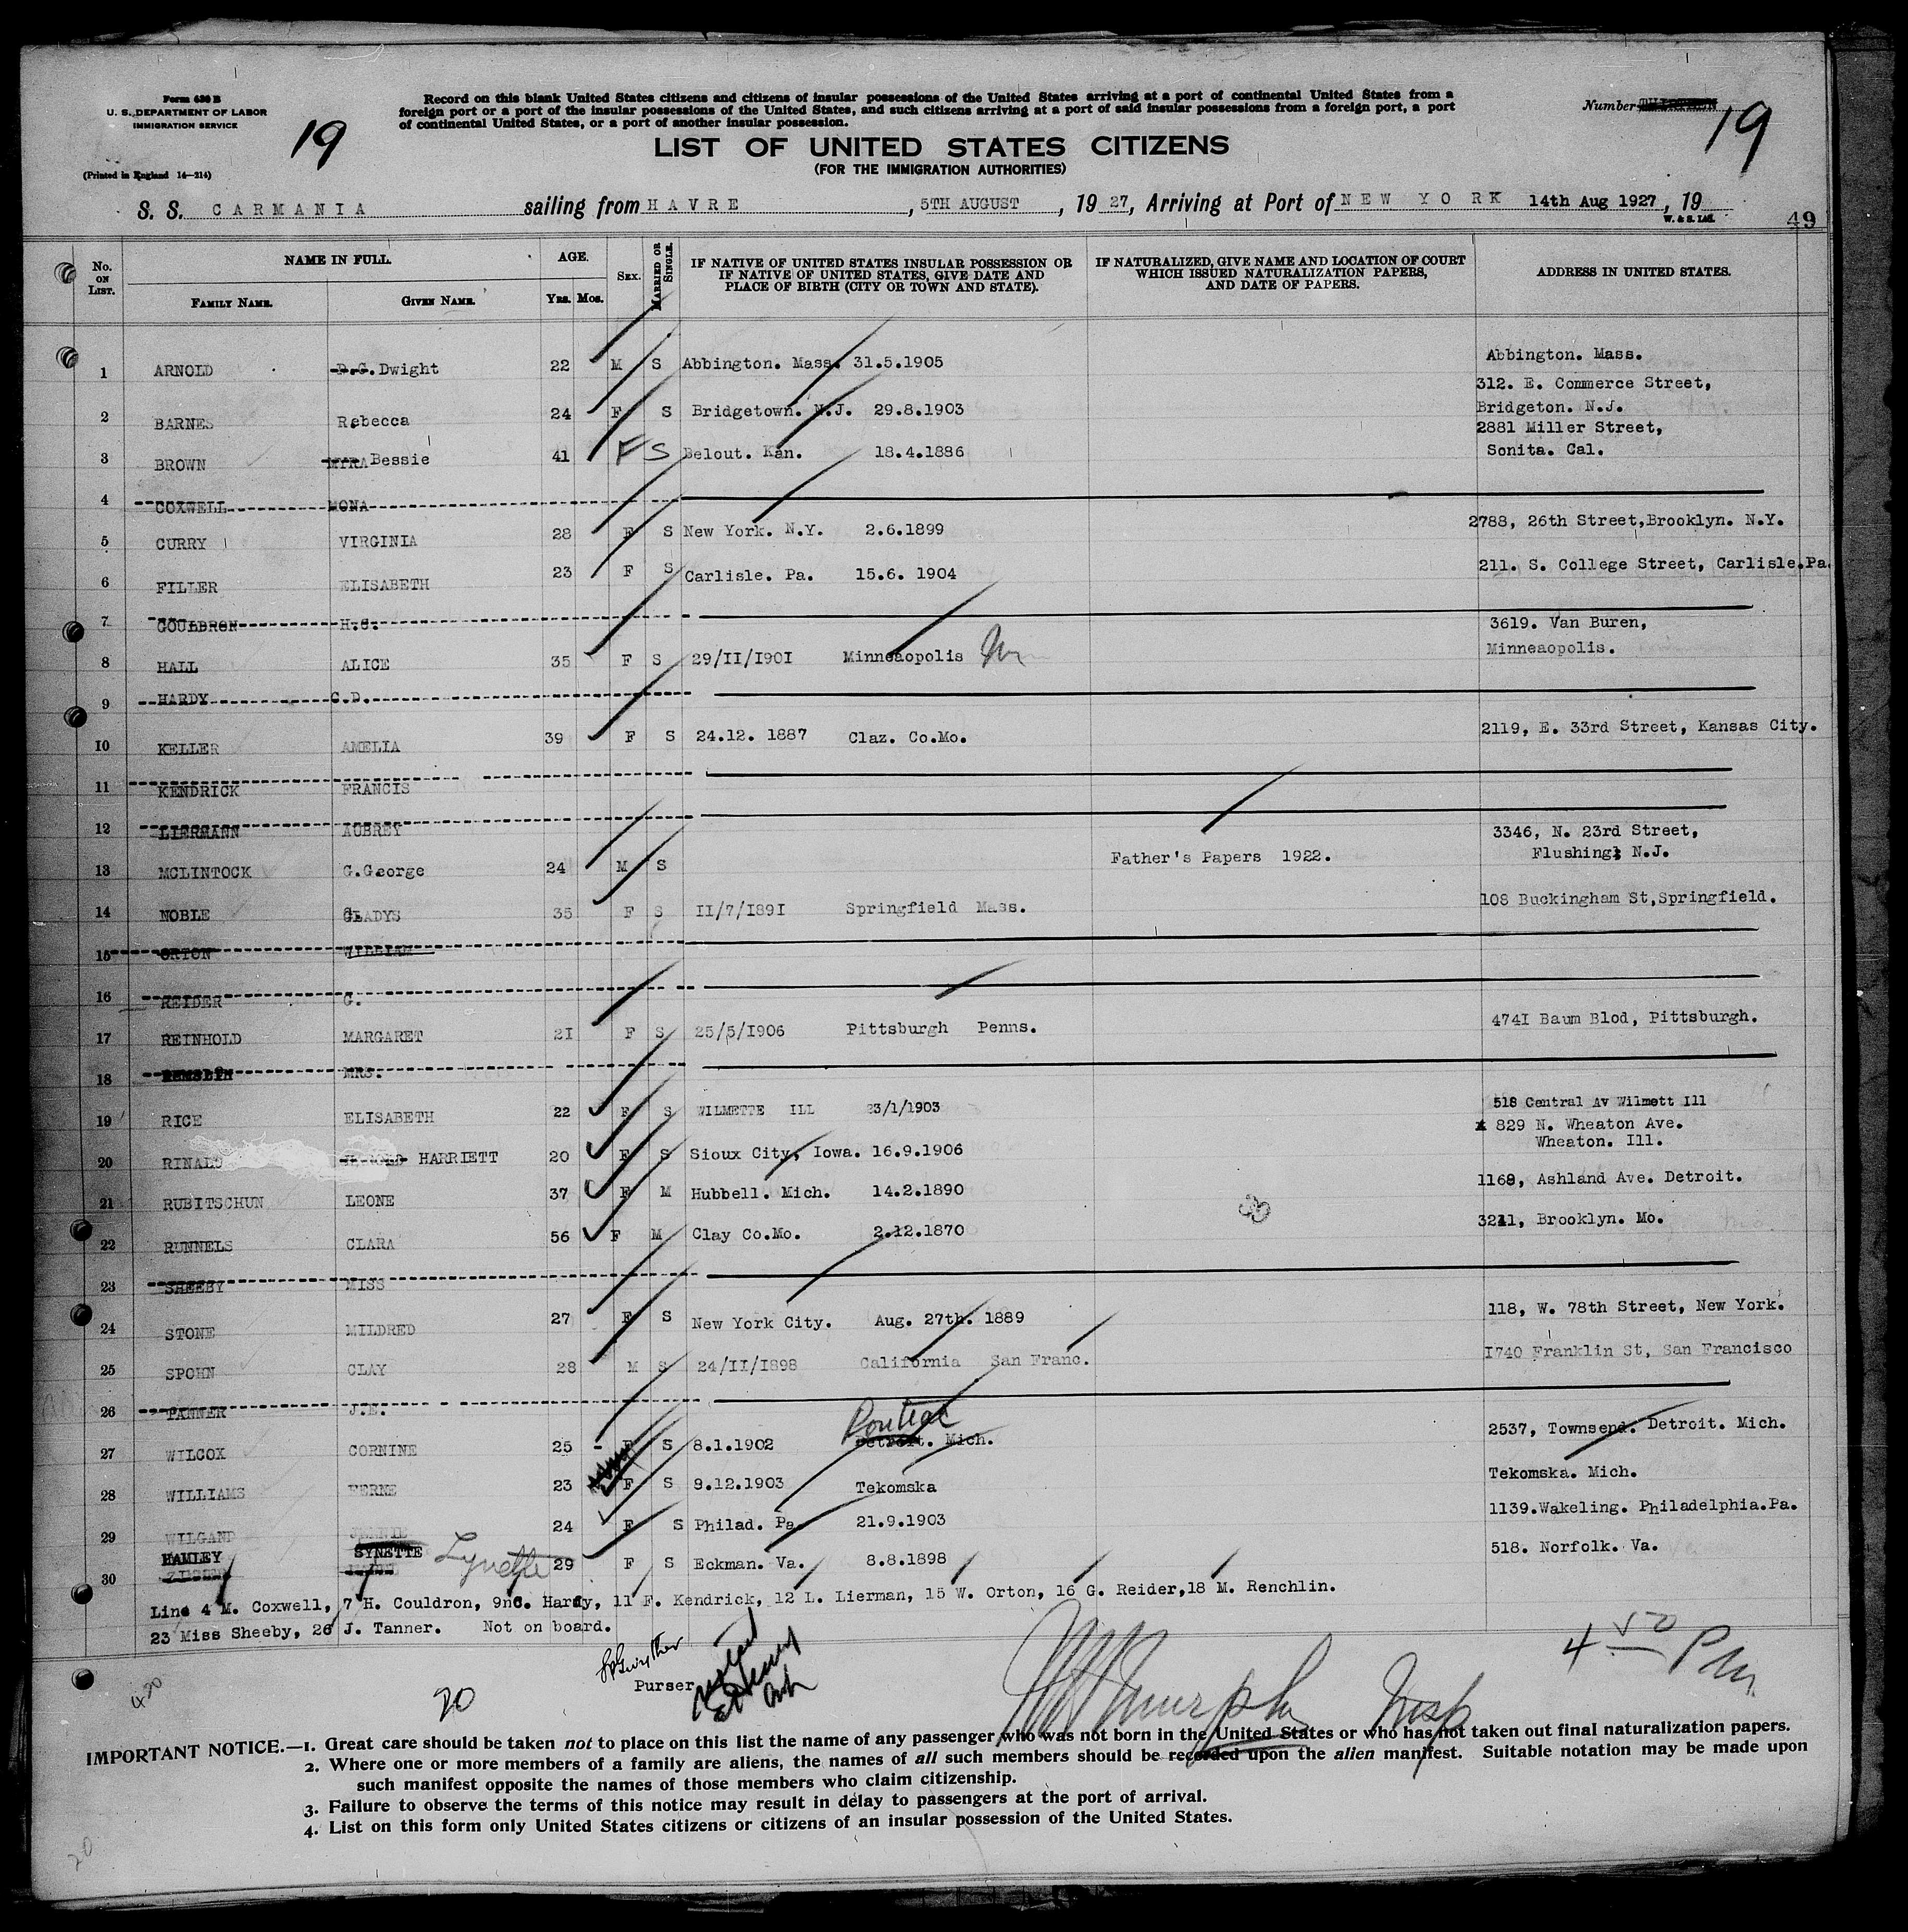 Form 630 B
U. S. DEPARTMENT OF LABOR
IMMIGRATION SERVICE
(Printed in England 14—214)
19
Record on this blank United States citizens and citizens of insular possessions of the United States arriving at a port of continental United States from a
foreign port or a port of the insular possessions of the United States, and such citizens arriving at a port of said insular possessions from a foreign port, a port
of continental United States, or a port of another insular possession.
Number 19
LIST OF UNITED STATES CITIZENS
(FOR THE IMMIGRATION AUTHORITIES)
S. S. CARMANIA sailing from HAVRE, 5TH AUGUST, 19 27, Arriving at Port of NEW YORK 14th Aug 1927, 19
W. & S. Ltd.
49
No. ON LIST. NAME IN FULL. AGE. SEX. MARRIED OR SINGLE. IF NATIVE OF UNITED STATES INSULAR POSSESSION OR IF NATIVE OF UNITED STATES, GIVE DATE AND PLACE OF BIRTH (CITY OR TOWN AND STATE). IF NATURALIZED, GIVE NAME AND LOCATION OF COURT WHICH ISSUED NATURALIZATION PAPERS, AND DATE OF PAPERS. ADDRESS IN UNITED STATES.
FAMILY NAME. GIVEN NAME. YRS. MOS.
1 ARNOLD D.G. Dwight 22 M S Abbington. Mass. 31.5.1905 Abbington. Mass.
2 BARNES Rebecca 24 F S Bridgetown. N.J. 29.8.1903 312. E. Commerce Street, Bridgeton. N.J.
3 BROWN MYRA Bessie 41 F S Belout. Kan. 18.4.1886 2881 Miller Street, Sonita. Cal.
4 COXWELL MONA
5 CURRY VIRGINIA 28 F S New York. N.Y. 2.6.1899 2788, 26th Street, Brooklyn. N.Y.
6 FILLER ELISABETH 23 F S Carlisle. Pa. 15.6. 1904 211. S. College Street, Carlisle.Pa.
7 COULDRON H.C.
8 HALL ALICE 35 F S 29/II/I90I Minneaopolis 3619. Van Buren, Minneaopolis.
9 HARDY C.D.
10 KELLER AMELIA 39 F S 24.12. 1887 Claz. Co.Mo. 2119, E. 33rd Street, Kansas City.
11 KENDRICK FRANCIS
12 LIERMANN AUBREY
13 MCLINTOCK G.George 24 M S Father's Papers 1922. 3346, N. 23rd Street, Flushing N.J.
14 NOBLE GLADYS 35 F S II/7/I89I Springfield Mass. 108 Buckingham St,Springfield.
15 ORTON WILLIAM
16 REIDER G.
17 REINHOLD MARGARET 2I F S 25/5/I906 Pittsburgh Penns. 474I Baum Blod, Pittsburgh.
18 MRS.
19 RICE ELISABETH 22 F S WILMETTE ILL 23/1/1903 518 Central Av Wilmett Ill
20 RINALD HARRIETT 20 F S Sioux City, Iowa. 16.9.1906 829 N. Wheaton Ave. Wheaton. Ill.
21 RUBITSCHUN LEONE 37 F M Hubbell. Mich. 14.2.1890 1168, Ashland Ave. Detroit.
22 RUNNELS CLARA 56 F M Clay Co.Mo. 2.12.1870 3211, Brooklyn. Mo.
23 SHEEBY MISS
24 STONE MILDRED 27 F S New York City. Aug. 27th. 1889 118, W. 78th Street, New York.
25 SPOHN CLAY 28 M S 24/II/I898 California San Franc. I740 Franklin St, San Francisco
26 TANNER J.E.
27 WILCOX CORNINE 25 - F S 8.1.1902 Pontiac Detroit. Mich. 2537, Townsend. Detroit. Mich.
28 WILLIAMS FERNE 23 F S 9.12.1903 Tekomska Tekomska. Mich.
29 WILGAND 24 F S Philad. Pa. 21.9.1903 1139.Wakeling. Philadelphia.Pa.
30 HAMLEY SYNETTE Lynette 29 F S Eckman. Va. 8.8.1898 518. Norfolk. Va.
Line 4 M. Coxwell, 7 H. Couldron, 9 C. Hardy, 11 F. Kendrick, 12 L. Lierman, 15 W. Orton, 16 G. Reider,18 M. Renchlin.
23 Miss Sheeby, 26 J. Tanner. Not on board.
Purser
20
Murphy Insp
4 50 Pm.
IMPORTANT NOTICE.—1. Great care should be taken not to place on this list the name of any passenger who was not born in the United States or who has not taken out final naturalization papers.
2. Where one or more members of a family are aliens, the names of all such members should be recorded upon the alien manifest. Suitable notation may be made upon
such manifest opposite the names of those members who claim citizenship.
3. Failure to observe the terms of this notice may result in delay to passengers at the port of arrival.
4. List on this form only United States citizens or citizens of an insular possession of the United States.
20